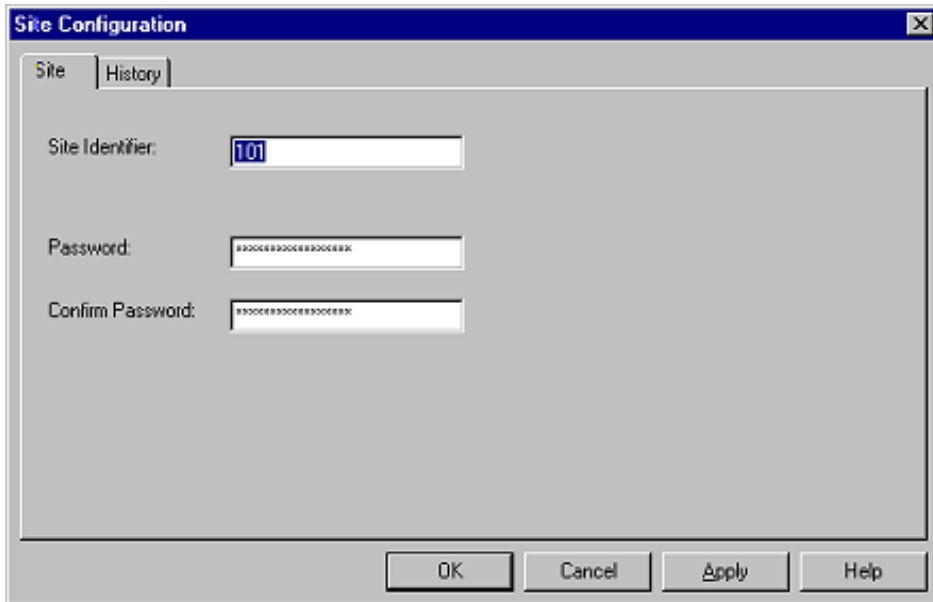 Site Configuration
Site History
Site Identifier: 101
Password: ******************
Confirm Password: ******************
OK Cancel Apply Help